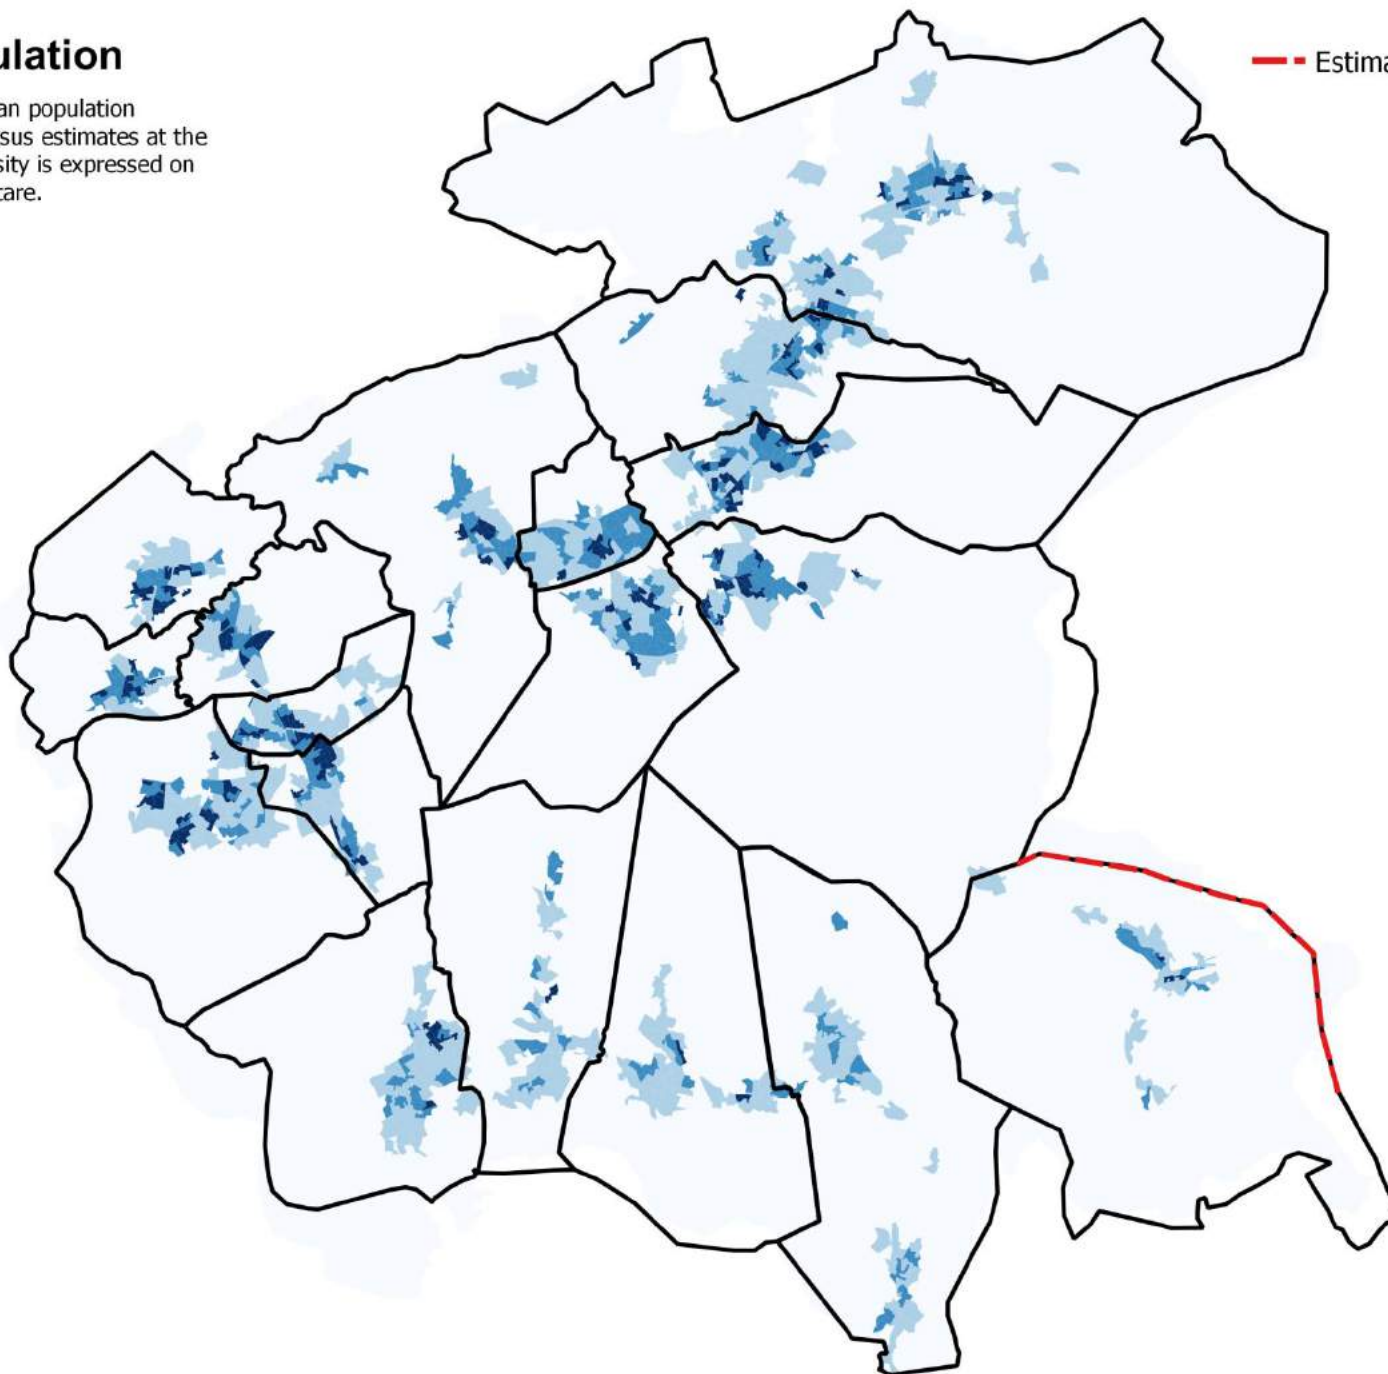 ulation
an population
sus estimates at the
sity is expressed on
tare.
Estima